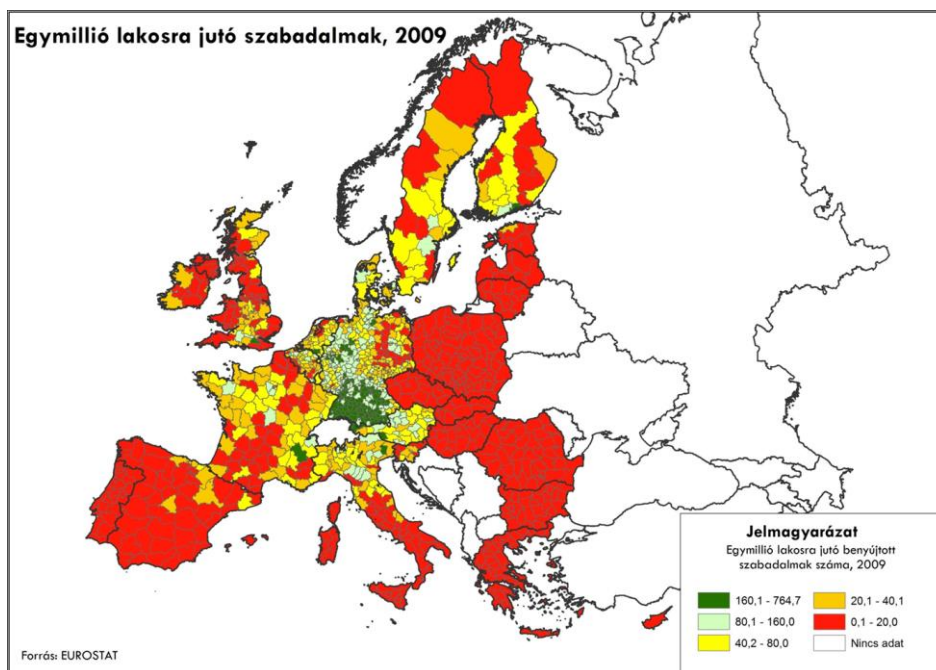 Egymillió lakosra jutó szabadalmak, 2009
Jelmagyarázat
Egymillió lakosra jutó benyújtott
szabadalmak száma, 2009
160,1 - 764,7
20,1 - 40,1
80,1 - 160,0
0,1 - 20,0
40,2 - 80,0
Nincs adat
Forrás: EUROSTAT